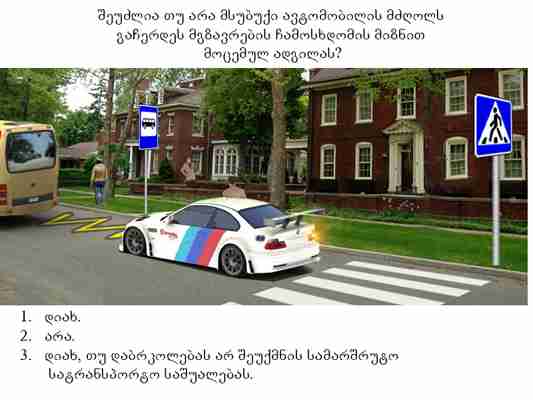 შეუძლია თუ არა მსუბუქი ავტომობილის მძღოლს
გაჩერდეს მგზავრების ჩამოსხდომის მიზნით
მოცემულ ადგილას?
1. დიახ.
2. არა.
3. დიახ, თუ დაბრკოლებას არ შეუქმნის სამარშრუტო
სატრანსპორტო საშუალებას.